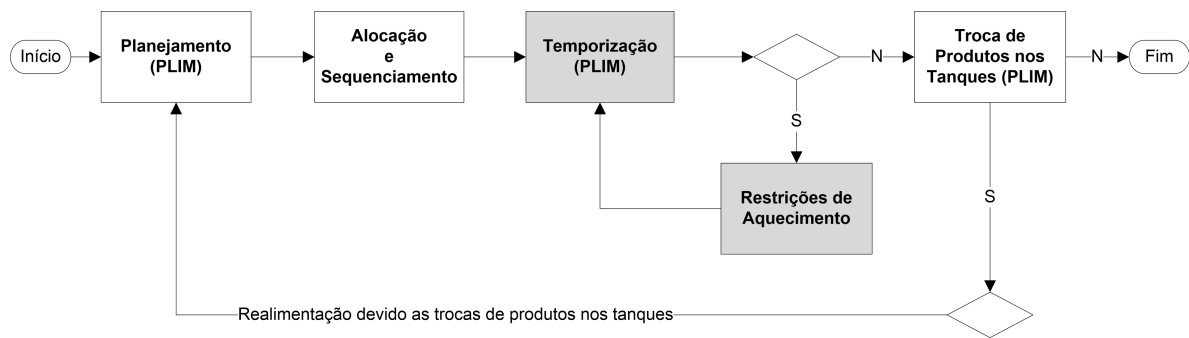 Início
Planejamento
(PLIM)
Alocação
e
Sequenciamento
Temporização
(PLIM)
N
Troca de
Produtos nos
Tanques (PLIM)
N
Fim
S
Restrições de
Aquecimento
S
Realimentação devido as trocas de produtos nos tanques